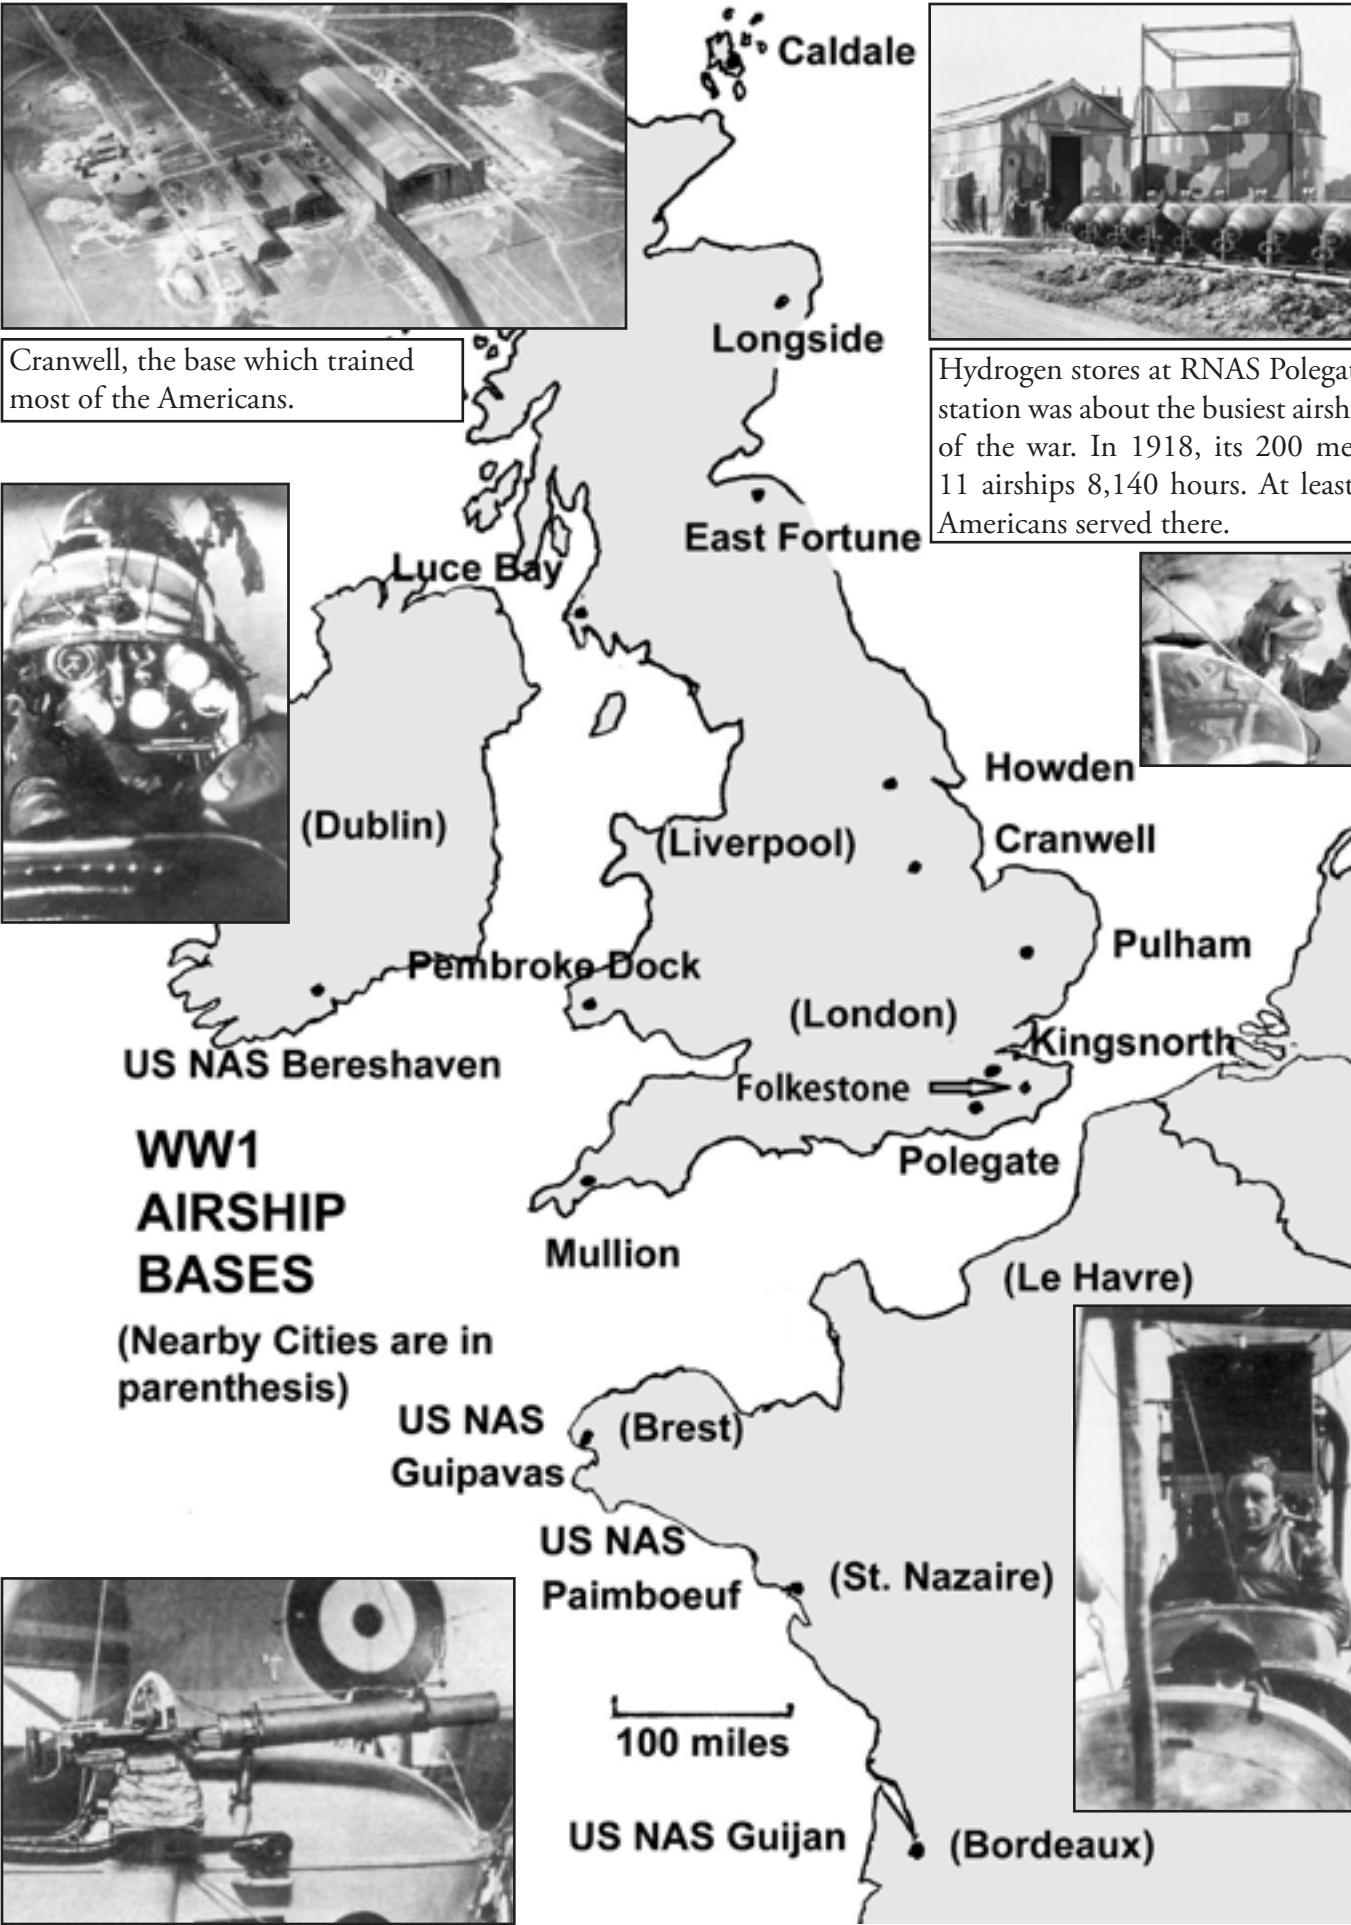 Caldale
Cranwell, the base which trained
most of the Americans.
Longside
Hydrogen stores at RNAS
station was about the busiest
of the war. In 1918, its 200
11 airships 8,140 hours. At least
Americans served there.
East Fortune
Luce Bay
Howden
(Dublin)
(Liverpool)
Cranwell
Pulham
Pembroke Dock
(London)
Kingsnorth
US NAS Bereshaven
Folkestone
Polegate
WW1
AIRSHIP
BASES
Mullion
(Le Havre)
(Nearby Cities are in
parenthesis)
US NAS
Guipavas
(Brest)
US NAS
Paimboeuf
(St. Nazaire)
100 miles
US NAS Guijan
(Bordeaux)